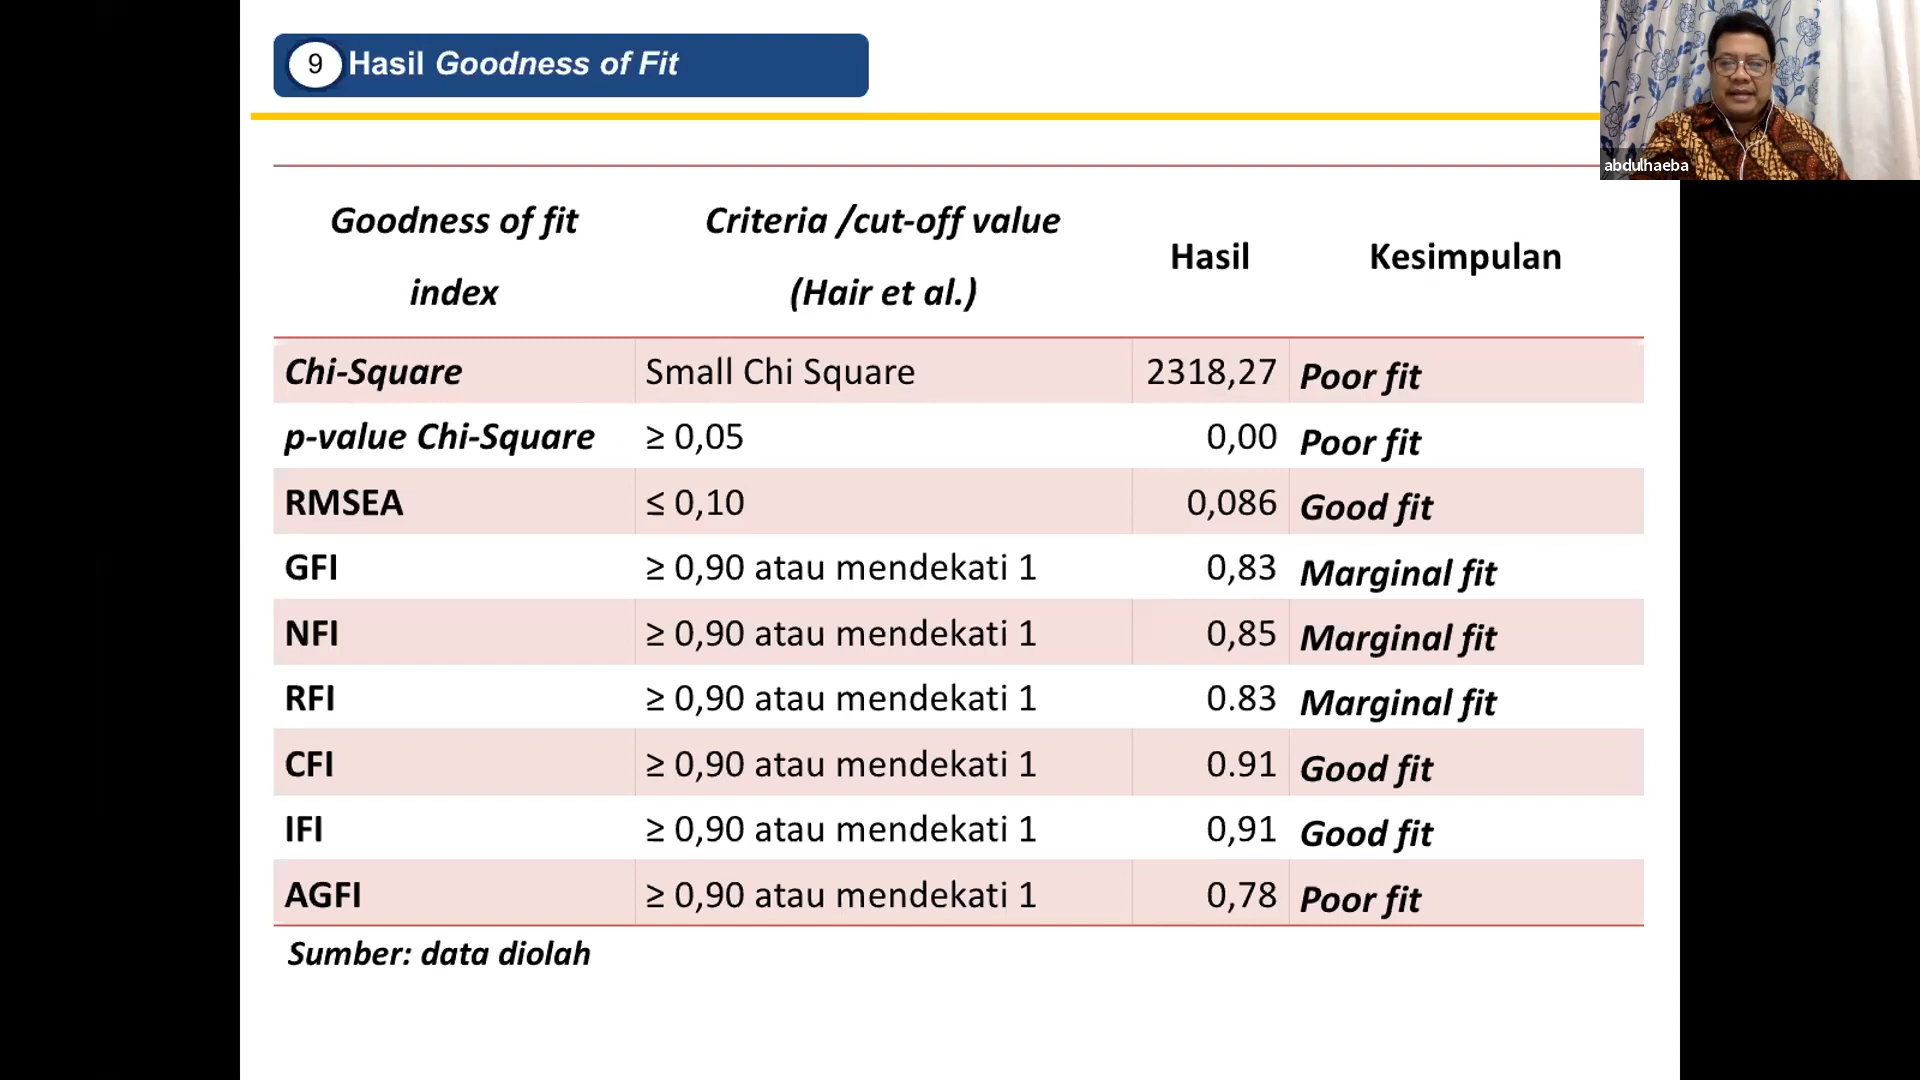 9 Hasil Goodness of Fit
abdulhaeba
Goodness of fit index Criteria /cut-off value (Hair et al.) Hasil Kesimpulan
Chi-Square Small Chi Square 2318,27 Poor fit
p-value Chi-Square ≥ 0,05 0,00 Poor fit
RMSEA ≤ 0,10 0,086 Good fit
GFI ≥ 0,90 atau mendekati 1 0,83 Marginal fit
NFI ≥ 0,90 atau mendekati 1 0,85 Marginal fit
RFI ≥ 0,90 atau mendekati 1 0.83 Marginal fit
CFI ≥ 0,90 atau mendekati 1 0.91 Good fit
IFI ≥ 0,90 atau mendekati 1 0,91 Good fit
AGFI ≥ 0,90 atau mendekati 1 0,78 Poor fit
Sumber: data diolah